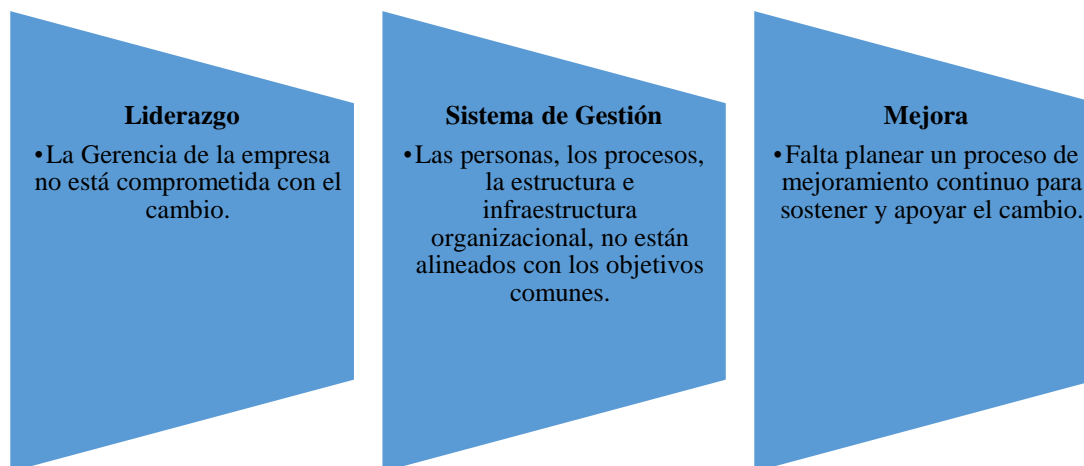 Liderazgo
•La Gerencia de la empresa
no está comprometida con el
cambio.
Sistema de Gestión
•Las personas, los procesos,
la estructura e
infraestructura
organizacional, no están
alineados con los objetivos
comunes.
Mejora
•Falta planear un proceso de
mejoramiento continuo para
sostener y apoyar el cambio.